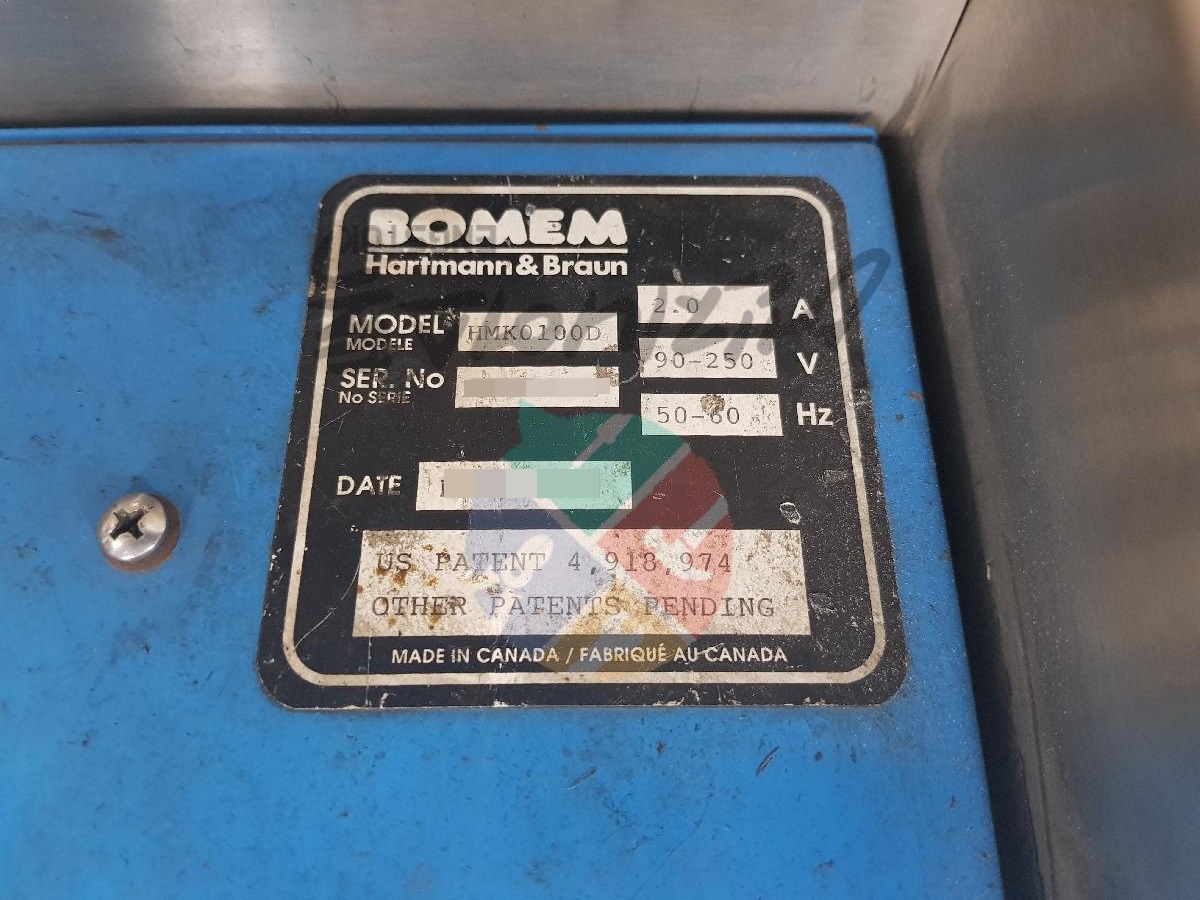 BOMEM
Hartmann & Braun
MODEL HMK0100D
MODELE
SER. No
No SERIE
2.0 A
90-250 V
50-60 Hz
DATE
US PATENT 4,918,974
OTHER PATENTS PENDING
MADE IN CANADA / FABRIQUÉ AU CANADA